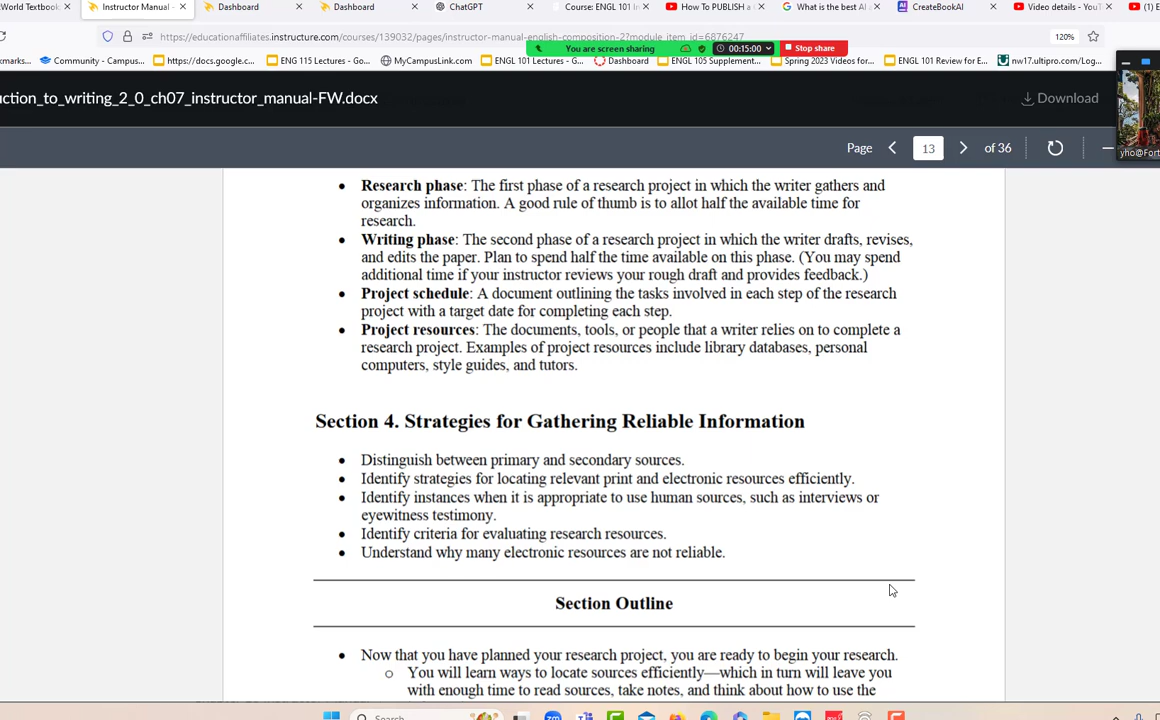 World Textbook
Instructor Manual -
Dashboard
Dashboard
ChatGPT
Course: ENGL 101 I
How To PUBLISH a
What is the best AI a
CreateBookAI
Video details - YouT
(1) E
https://educationaffiliates.instructure.com/courses/139032/pages/instructor-manual-english-composition-2?module_item_id=6876247
120%
You are screen sharing
00:15:00
Stop share
kmarks...
Community - Campus...
https://docs.google.c...
ENG 115 Lectures - Go...
MyCampusLink.com
ENGL 101 Lectures - G...
Dashboard
ENGL 105 Supplement...
Spring 2023 Videos for...
ENGL 101 Review for E...
nw17.ultipro.com/Log...
uction_to_writing_2_0_ch07_instructor_manual-FW.docx
Download
yho@Fort
Page 13 of 36
• Research phase: The first phase of a research project in which the writer gathers and
organizes information. A good rule of thumb is to allot half the available time for
research.
• Writing phase: The second phase of a research project in which the writer drafts, revises,
and edits the paper. Plan to spend half the time available on this phase. (You may spend
additional time if your instructor reviews your rough draft and provides feedback.)
• Project schedule: A document outlining the tasks involved in each step of the research
project with a target date for completing each step.
• Project resources: The documents, tools, or people that a writer relies on to complete a
research project. Examples of project resources include library databases, personal
computers, style guides, and tutors.
Section 4. Strategies for Gathering Reliable Information
• Distinguish between primary and secondary sources.
• Identify strategies for locating relevant print and electronic resources efficiently.
• Identify instances when it is appropriate to use human sources, such as interviews or
eyewitness testimony.
• Identify criteria for evaluating research resources.
• Understand why many electronic resources are not reliable.
Section Outline
• Now that you have planned your research project, you are ready to begin your research.
○ You will learn ways to locate sources efficiently—which in turn will leave you
with enough time to read sources, take notes, and think about how to use the
Search